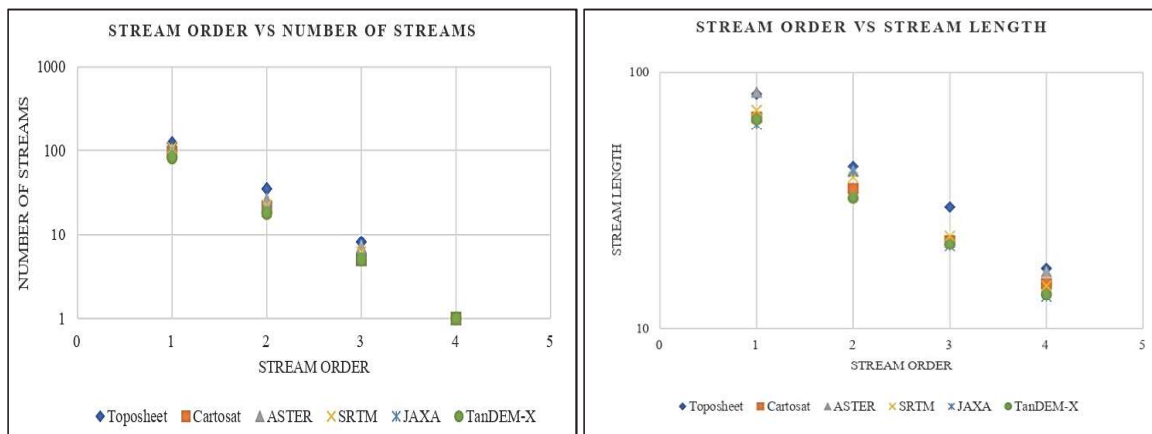 STREAM ORDER VS NUMBER OF STREAMS
1000
100
10
1
0 1 2 3 4 5
NUMBER OF STREAMS
STREAM ORDER
Toposheet Cartosat ASTER SRTM JAXA TanDEM-X
STREAM ORDER VS STREAM LENGTH
100
10
0 1 2 3 4 5
STREAM LENGTH
STREAM ORDER
Toposheet Cartosat ASTER SRTM JAXA TanDEM-X